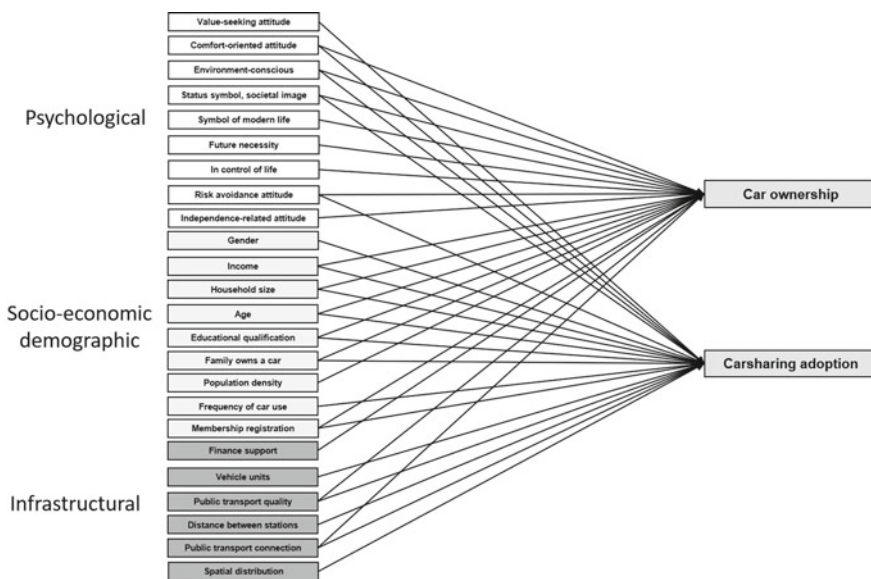 Value-seeking attitude
Comfort-oriented attitude
Environment-conscious
Status symbol, societal image
Psychological
Symbol of modern life
Future necessity
In control of life
Risk avoidance attitude
Car ownership
Independence-related attitude
Gender
Income
Household size
Socio-economic
demographic
Age
Educational qualification
Family owns a car
Carsharing adoption
Population density
Frequency of car use
Membership registration
Finance support
Vehicle units
Infrastructural
Public transport quality
Distance between stations
Public transport connection
Spatial distribution